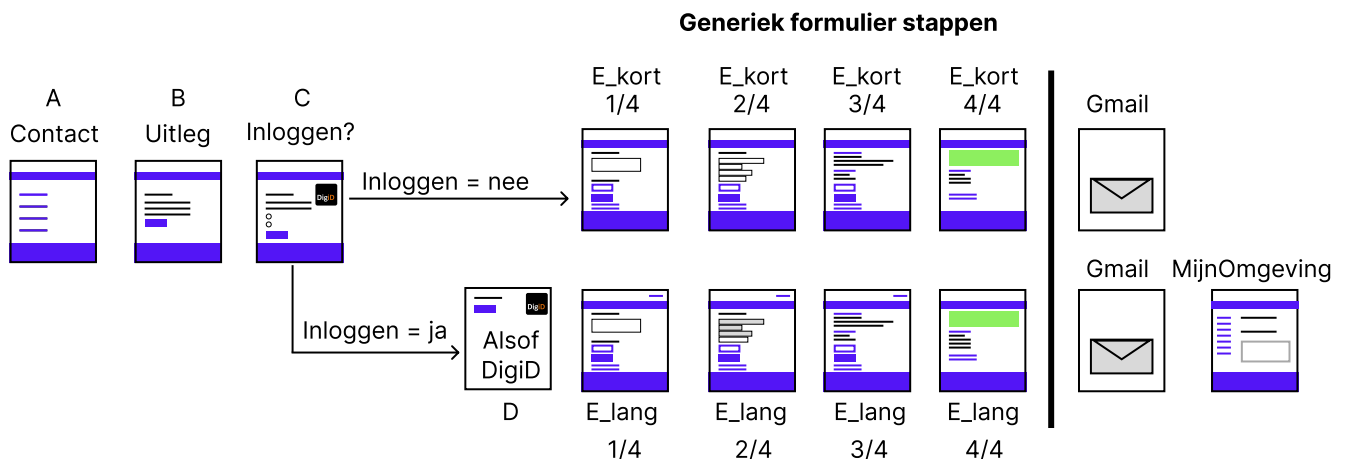 Generiek formulier stappen
A
Contact
B
Uitleg
C
Inloggen?
DigiD
Inloggen = nee
E_kort
1/4
E_kort
2/4
E_kort
3/4
E_kort
4/4
Gmail
Inloggen = ja
DigiD
Alsof
DigiD
D
E_lang
1/4
E_lang
2/4
E_lang
3/4
E_lang
4/4
Gmail
MijnOmgeving